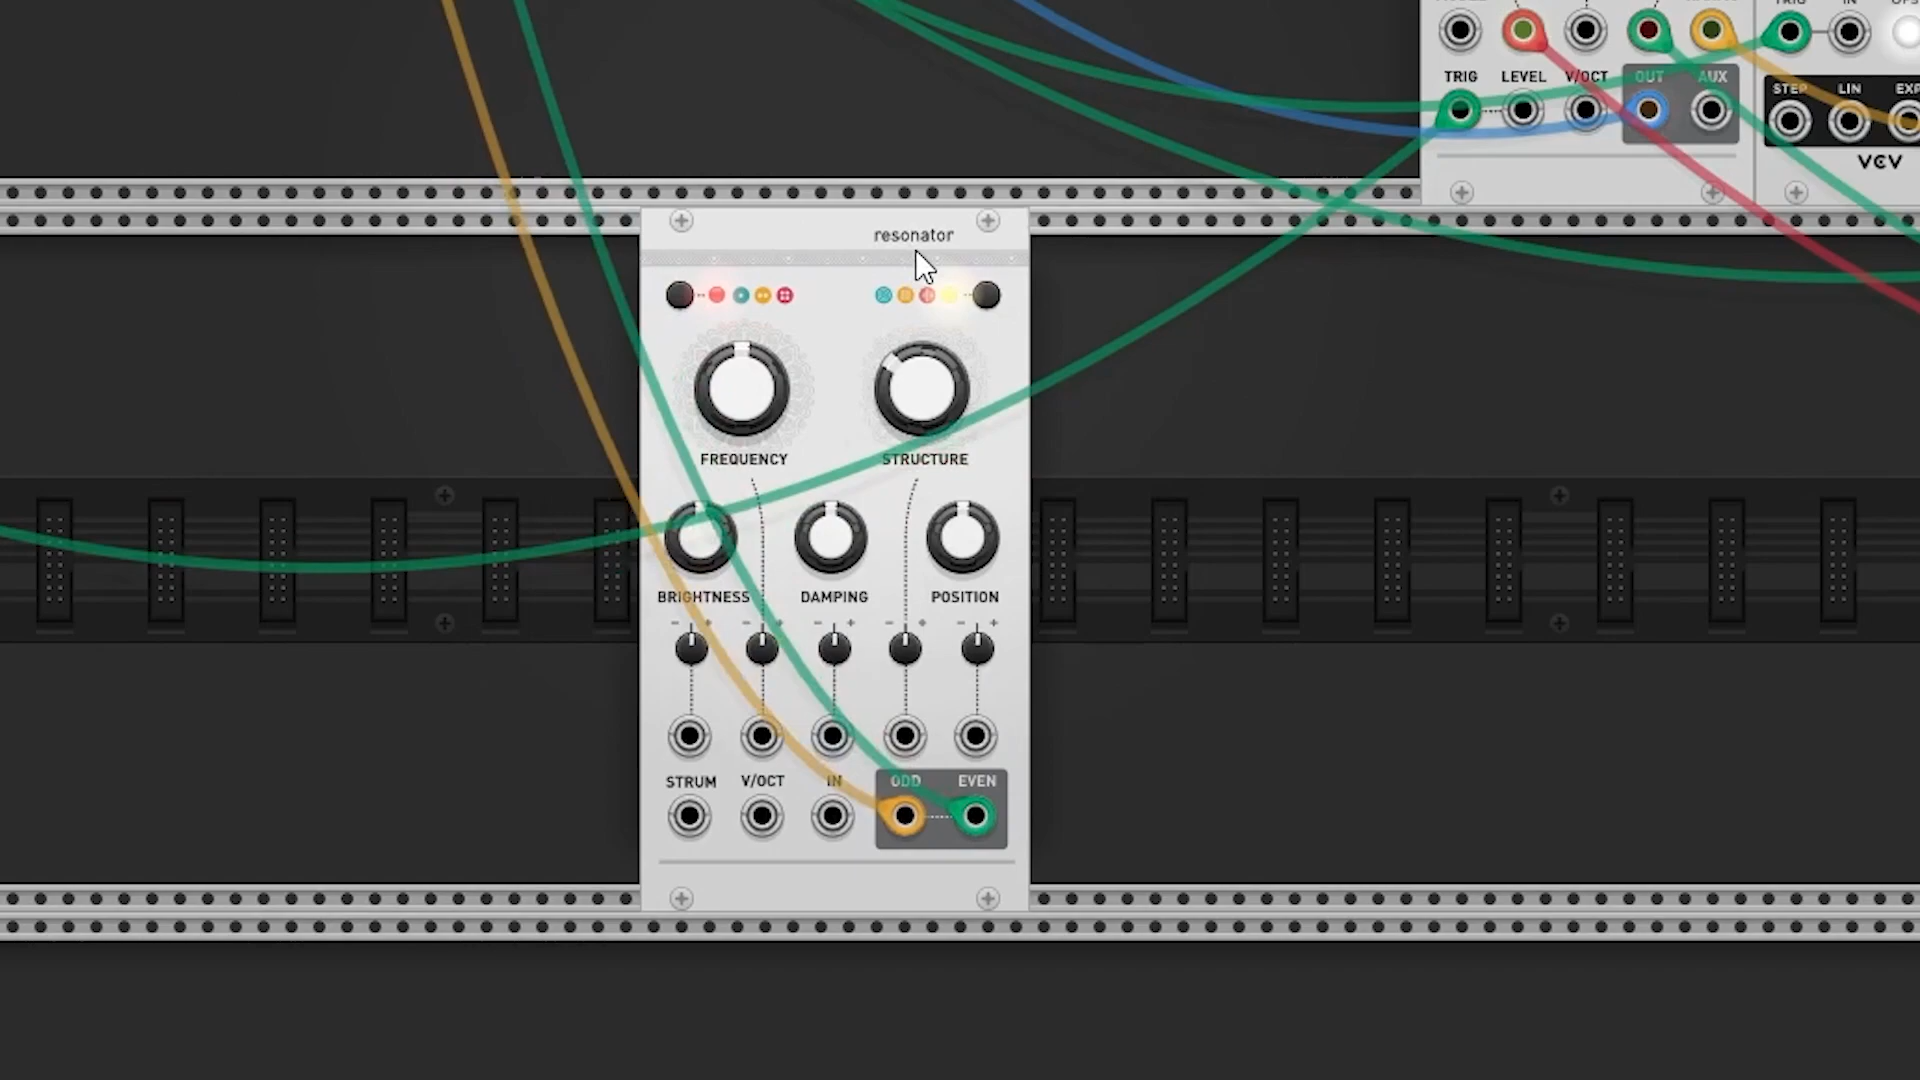 TRIG LEVEL V/OCT OUT AUX
STEP LIN EXP
VCV
resonator
FREQUENCY STRUCTURE
BRIGHTNESS DAMPING POSITION
- + - + - + - + - +
STRUM V/OCT IN ODD EVEN